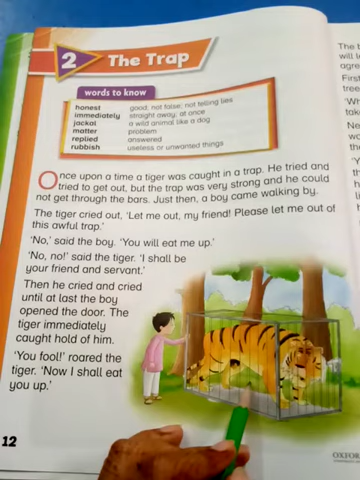 2 The Trap
words to know
honest good; not false; not telling lies
immediately straight away; at once
jackal a wild animal like a dog
matter problem
replied answered
rubbish useless or unwanted things
Once upon a time a tiger was caught in a trap. He tried and
tried to get out, but the trap was very strong and he could
not get through the bars. Just then, a boy came walking by.
The tiger cried out, 'Let me out, my friend! Please let me out of
this awful trap.'
'No,' said the boy. 'You will eat me up.'
'No, no!' said the tiger. 'I shall be
your friend and servant.'
Then he cried and cried
until at last the boy
opened the door. The
tiger immediately
caught hold of him.
'You fool!' roared the
tiger. 'Now I shall eat
you up.'
12
OXFOR
The t
will le
agre
First
tree